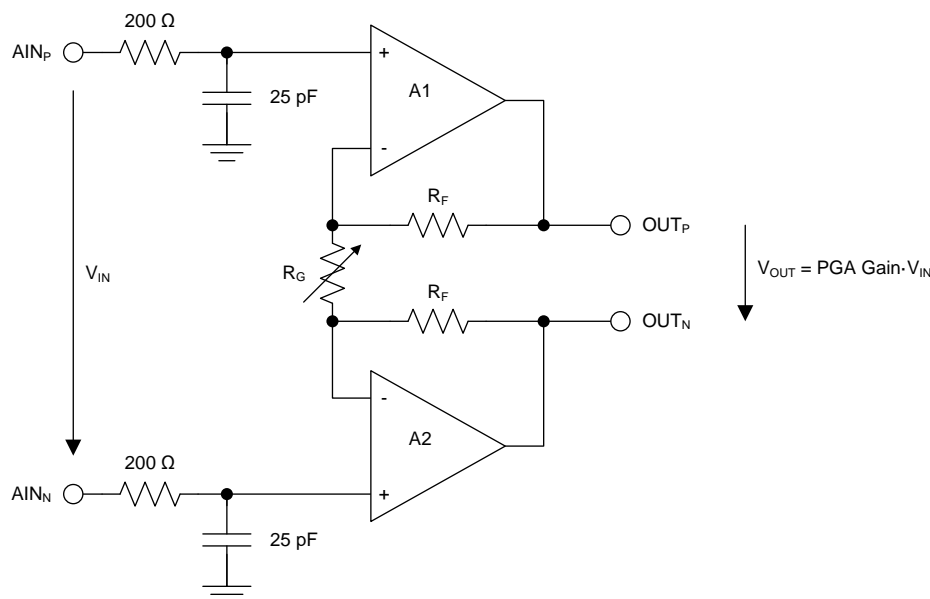 200 Ω
AINP
+
A1
25 pF
-
RF
OUTP
VIN
RG
VOUT = PGA Gain·VIN
RF
OUTN
-
A2
200 Ω
AINN
+
25 pF